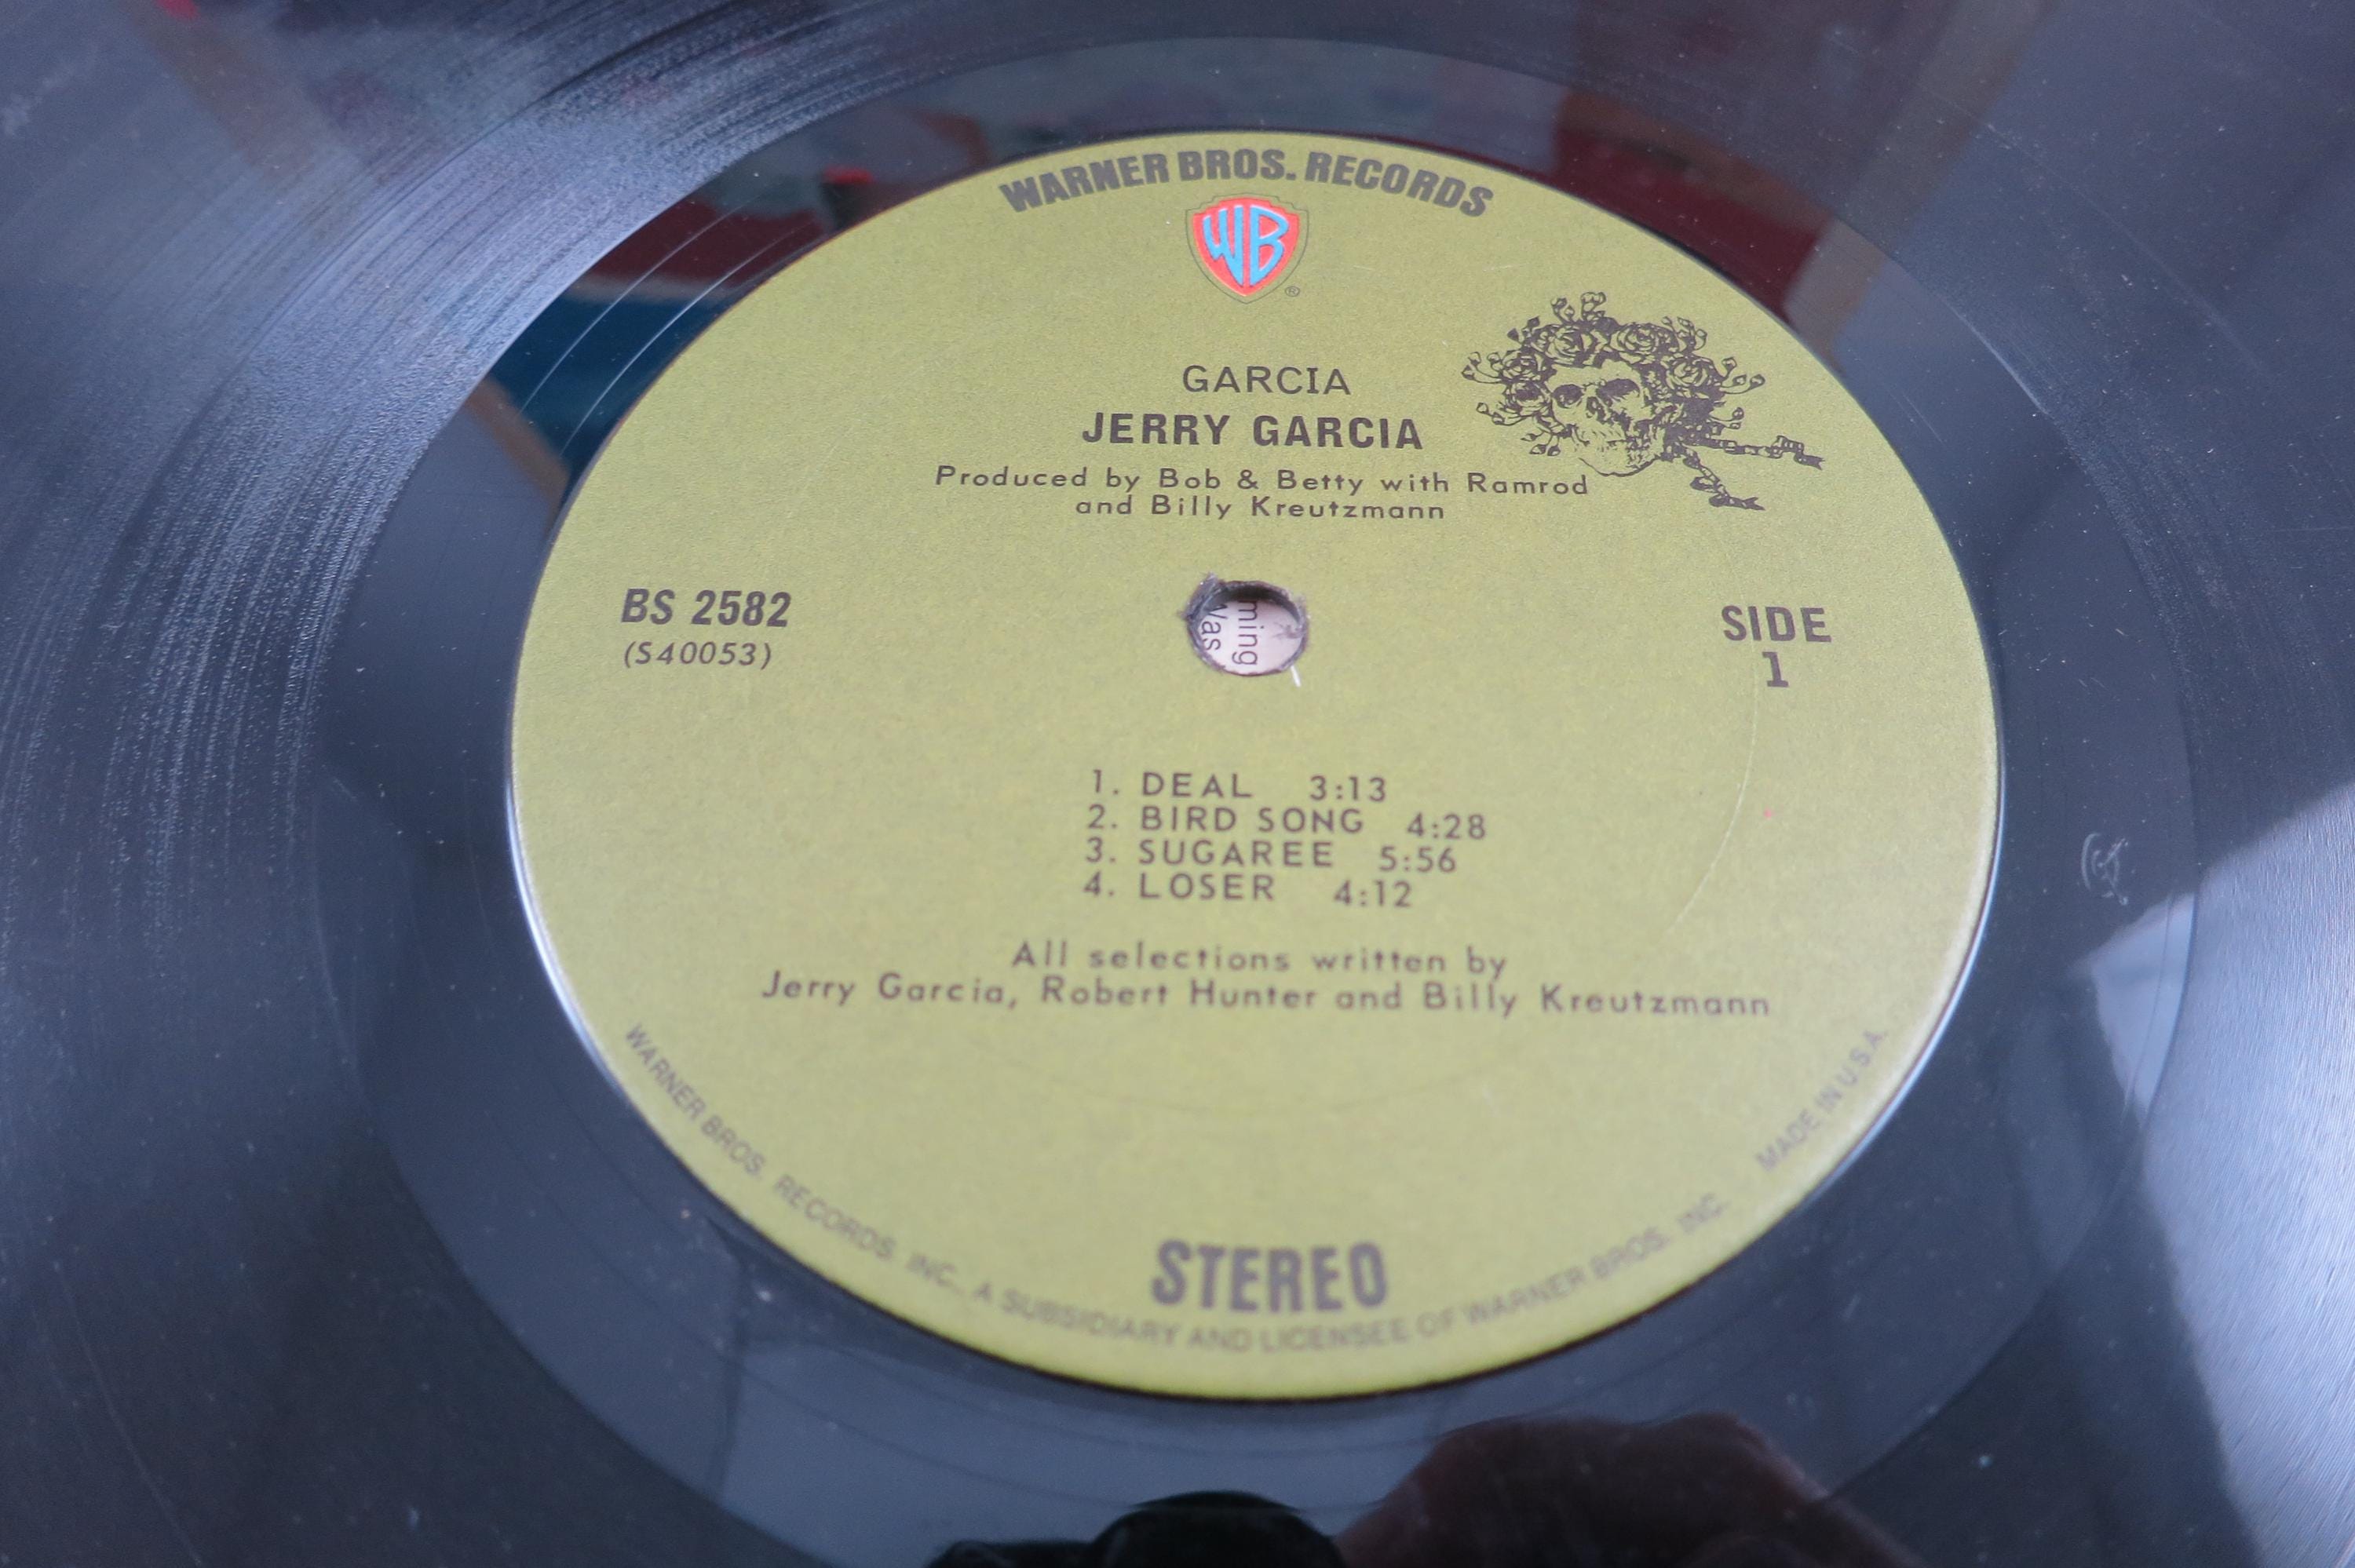 WARNER BROS. RECORDS
WB
®
GARCIA
JERRY GARCIA
Produced by Bob & Betty with Ramrod
and Billy Kreutzmann
BS 2582
(S40053)
SIDE
1
ming
Was
1. DEAL 3:13
2. BIRD SONG 4:28
3. SUGAREE 5:56
4. LOSER 4:12
All selections written by
Jerry Garcia, Robert Hunter and Billy Kreutzmann
STEREO
WARNER BROS. RECORDS INC., A SUBSIDIARY AND LICENSEE OF WARNER BROS. INC. MADE IN U.S.A.